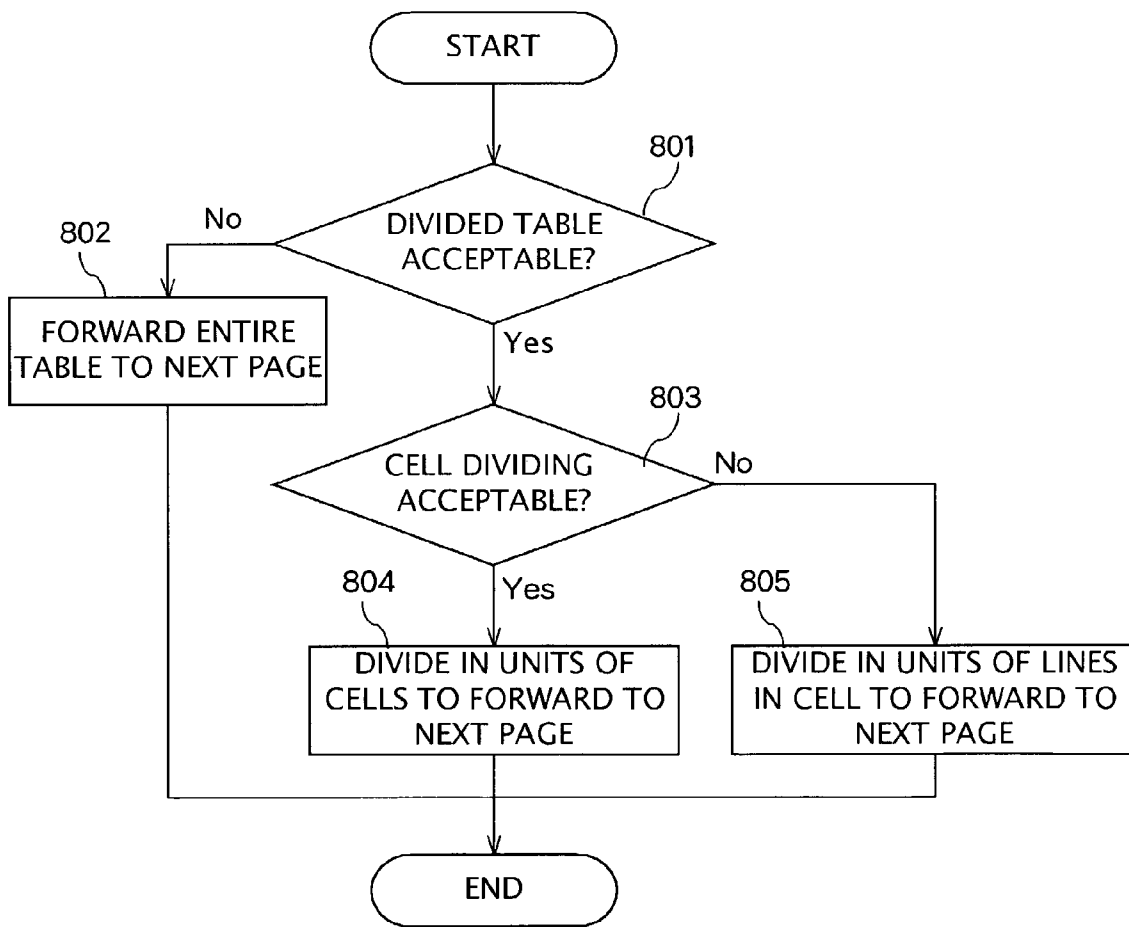 START
801
DIVIDED TABLE
ACCEPTABLE?
No
802
FORWARD ENTIRE
TABLE TO NEXT PAGE
Yes
803
CELL DIVIDING
ACCEPTABLE?
No
804
Yes
805
DIVIDE IN UNITS OF
CELLS TO FORWARD TO
NEXT PAGE
DIVIDE IN UNITS OF LINES
IN CELL TO FORWARD TO
NEXT PAGE
END